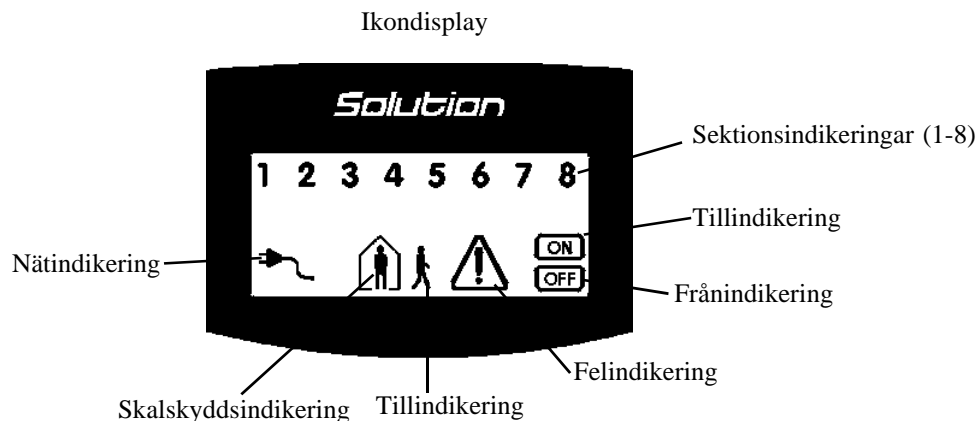 Ikondisplay
Solution
Sektionsindikeringar (1-8)
1 2 3 4 5 6 7 8
Tillindikering
ON
Nätindikering
OFF
Frånindikering
Felindikering
Skalskyddsindikering
Tillindikering